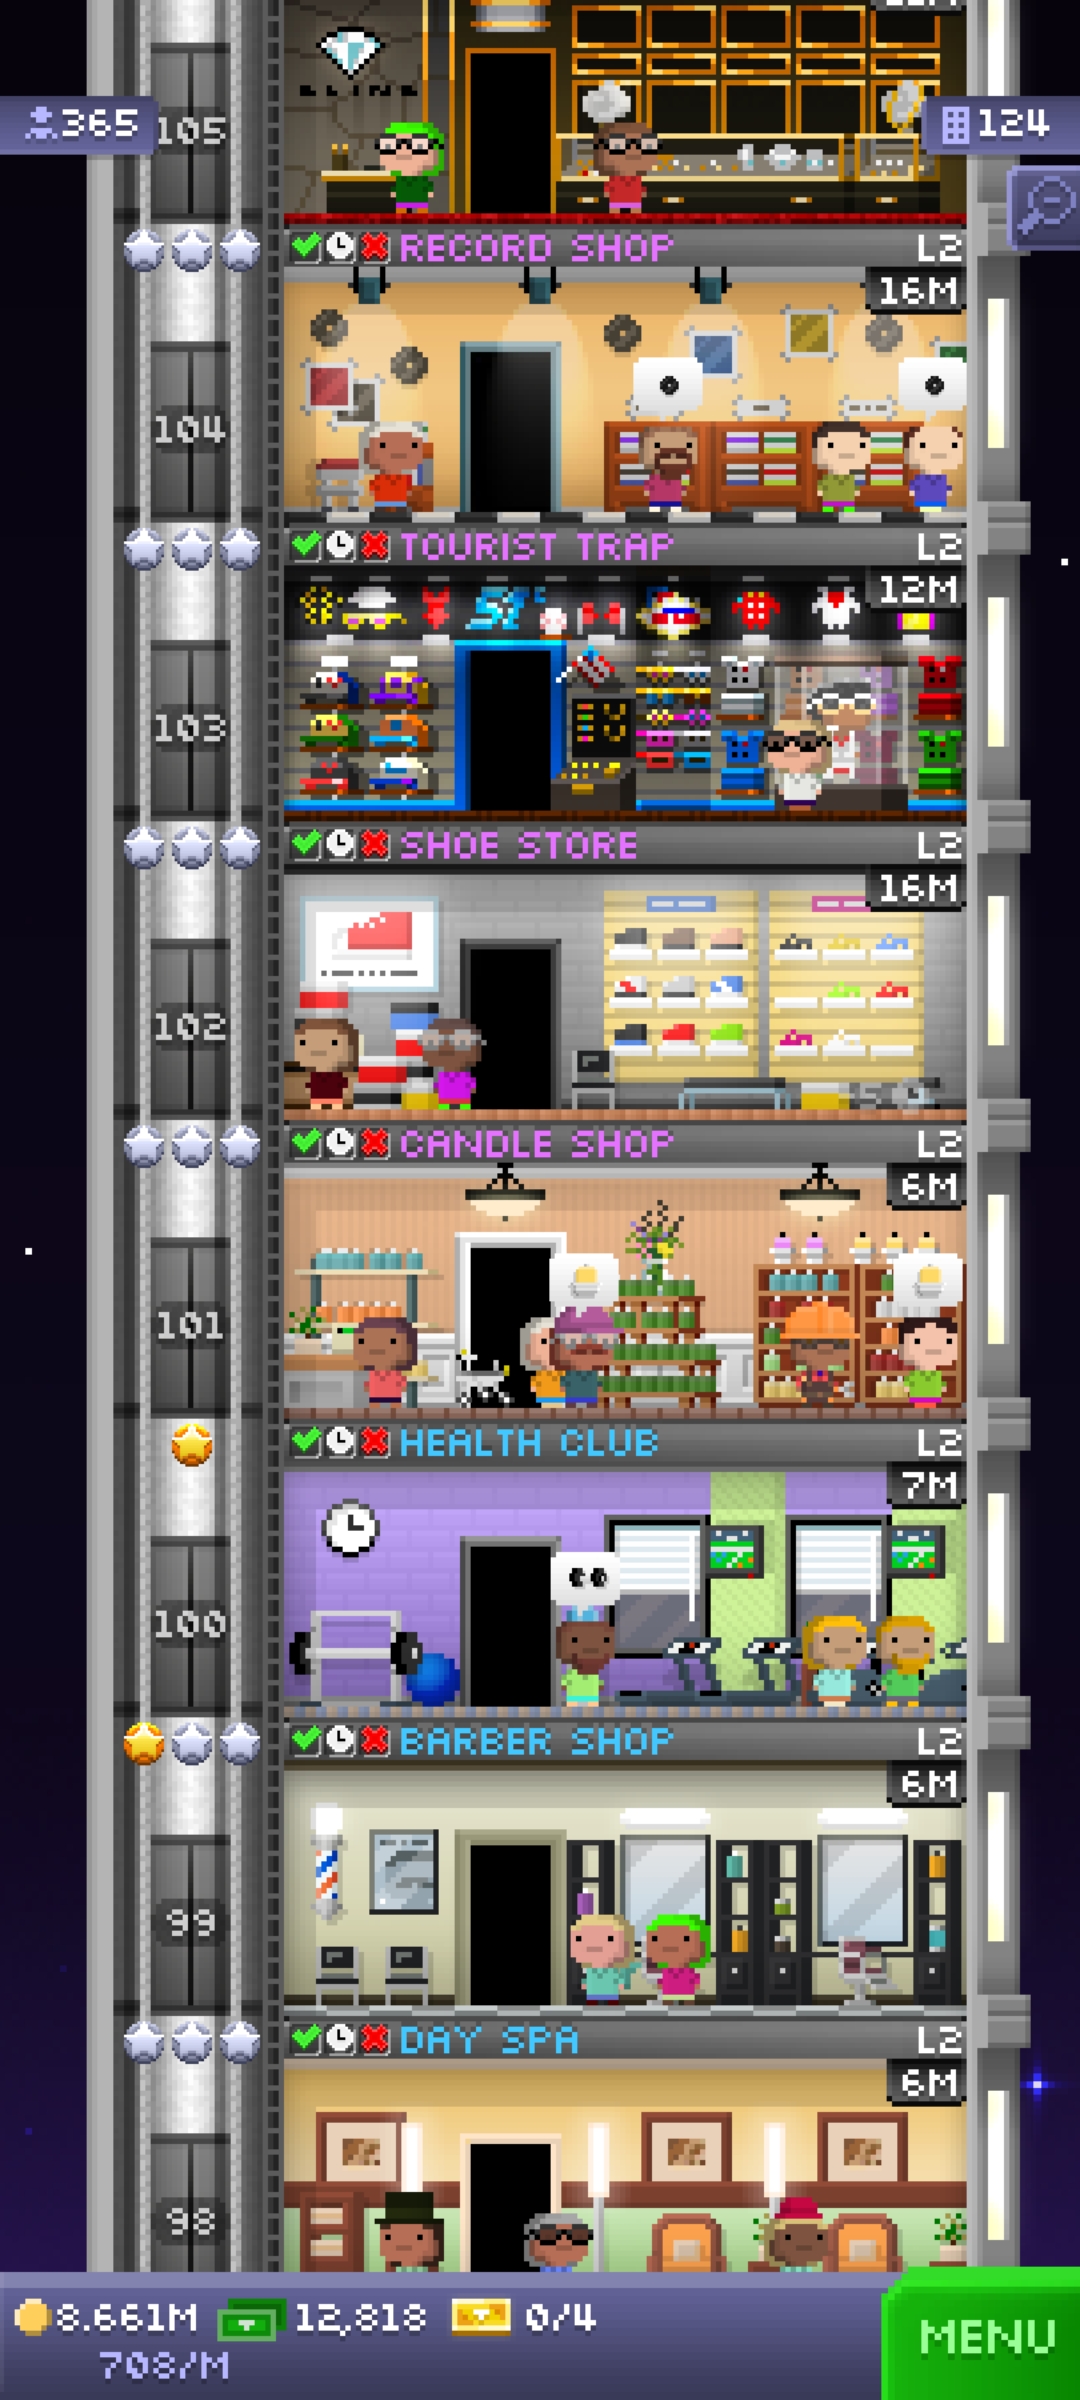 365
105
124
BLING
RECORD SHOP L2
16M
104
TOURIST TRAP L2
12M
103
SHOE STORE L2
16M
102
CANDLE SHOP L2
6M
101
HEALTH CLUB L2
7M
100
BARBER SHOP L2
6M
99
DAY SPA L2
6M
98
8.661M 12,818 0/4
708/M
MENU